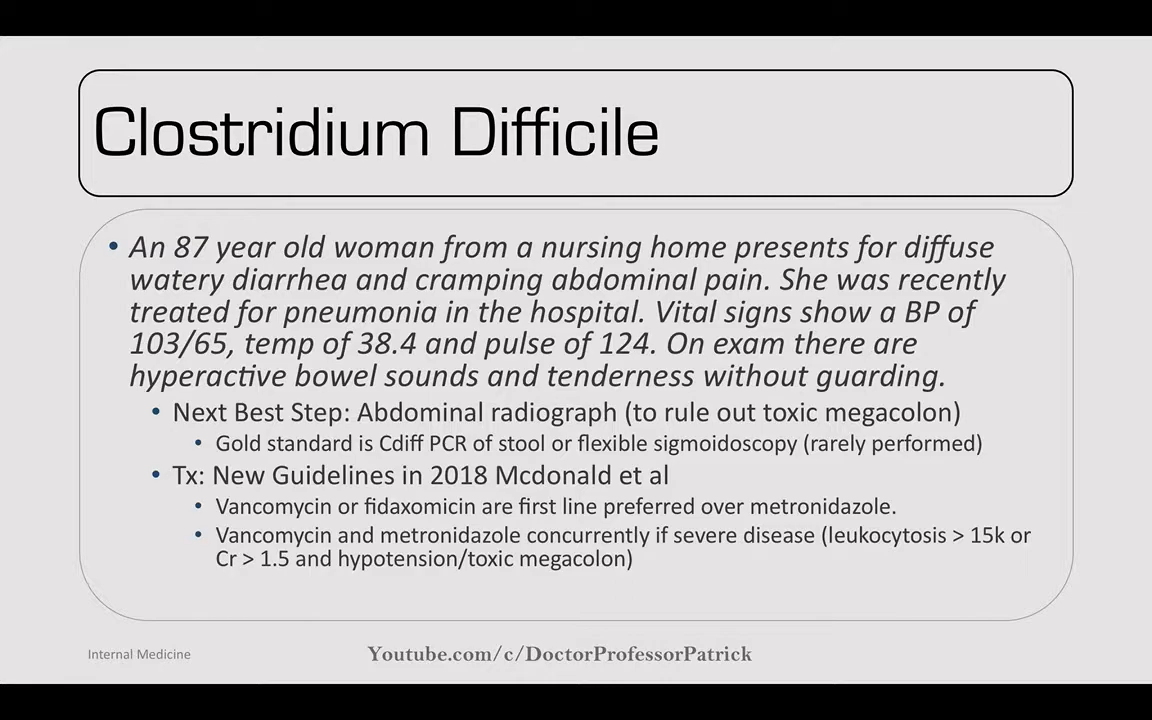 Clostridium Difficile
• An 87 year old woman from a nursing home presents for diffuse
watery diarrhea and cramping abdominal pain. She was recently
treated for pneumonia in the hospital. Vital signs show a BP of
103/65, temp of 38.4 and pulse of 124. On exam there are
hyperactive bowel sounds and tenderness without guarding.
• Next Best Step: Abdominal radiograph (to rule out toxic megacolon)
• Gold standard is Cdiff PCR of stool or flexible sigmoidoscopy (rarely performed)
• Tx: New Guidelines in 2018 Mcdonald et al
• Vancomycin or fidaxomicin are first line preferred over metronidazole.
• Vancomycin and metronidazole concurrently if severe disease (leukocytosis > 15k or
Cr > 1.5 and hypotension/toxic megacolon)
Internal Medicine
Youtube.com/c/DoctorProfessorPatrick